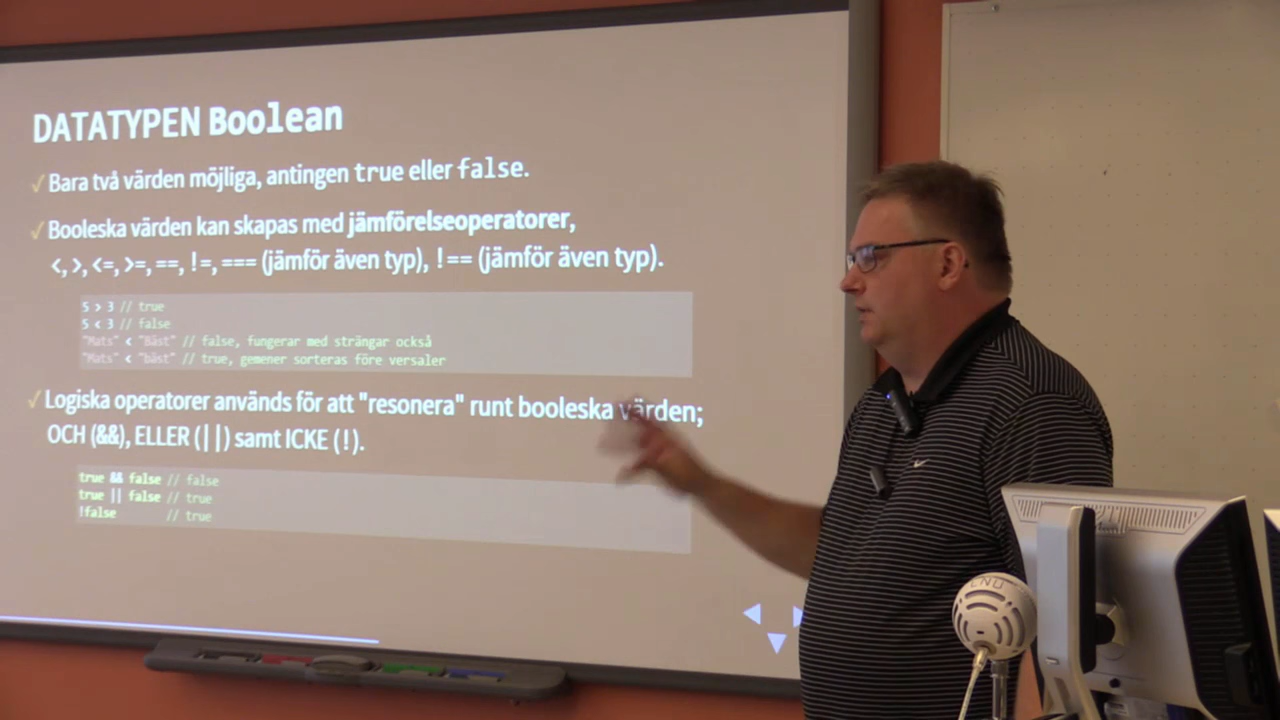 DATATYPEN Boolean
✓ Bara två värden möjliga, antingen true eller false.
✓ Booleska värden kan skapas med jämförelseoperatorer,
<, >, <=, >=, ==, !=, === (jämför även typ), !== (jämför även typ).
5 > 3 // true
5 < 3 // false
"Mats" < "Bäst" // false, fungerar med strängar också
"Mats" < "bäst" // true, gemener sorteras före versaler
✓ Logiska operatorer används för att "resonera" runt booleska värden;
OCH (&&), ELLER (||) samt ICKE (!).
true && false // false
true || false // true
!false // true
LNU